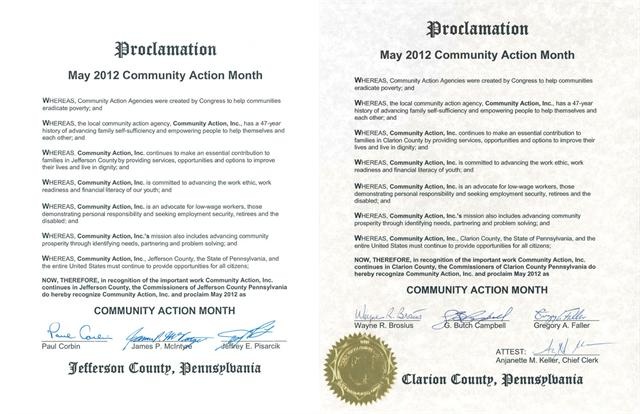 Proclamation
May 2012 Community Action Month
WHEREAS, Community Action Agencies were created by Congress to help communities
eradicate poverty; and
WHEREAS, the local community action agency, Community Action, Inc., has a 47-year
history of advancing family self-sufficiency and empowering people to help themselves and
each other; and
WHEREAS, Community Action, Inc. continues to make an essential contribution to
families in Jefferson County by providing services, opportunities and options to improve
their lives and live in dignity; and
WHEREAS, Community Action, Inc. is committed to advancing the work ethic, work
readiness and financial literacy of our youth; and
WHEREAS, Community Action, Inc. is an advocate for low-wage workers, those
demonstrating personal responsibility and seeking employment security, retirees and the
disabled; and
WHEREAS, Community Action, Inc.'s mission also includes advancing community
prosperity through identifying needs, partnering and problem solving; and
WHEREAS, Community Action, Inc., Jefferson County, the State of Pennsylvania, and
the entire United States must continue to provide opportunities for all citizens;
NOW, THEREFORE, in recognition of the important work Community Action, Inc.
continues in Jefferson County, the Commissioners of Jefferson County Pennsylvania
do hereby recognize Community Action, Inc. and proclaim May 2012 as
COMMUNITY ACTION MONTH
Paul Corbin
Paul Corbin James P. McIntyre Jeffrey E. Pisarcik
Jefferson County, Pennsylvania
Proclamation
May 2012 Community Action Month
WHEREAS, Community Action Agencies were created by Congress to help communities
eradicate poverty; and
WHEREAS, the local community action agency, Community Action, Inc., has a 47-year
history of advancing family self-sufficiency and empowering people to help themselves and
each other; and
WHEREAS, Community Action, Inc. continues to make an essential contribution to
families in Clarion County by providing services, opportunities and options to improve their
lives and live in dignity; and
WHEREAS, Community Action, Inc. is committed to advancing the work ethic, work
readiness and financial literacy of youth; and
WHEREAS, Community Action, Inc. is an advocate for low-wage workers, those
demonstrating personal responsibility and seeking employment security, retirees and the
disabled; and
WHEREAS, Community Action, Inc.'s mission also includes advancing community
prosperity through identifying needs, partnering and problem solving; and
WHEREAS, Community Action, Inc., Clarion County, the State of Pennsylvania, and the
entire United States must continue to provide opportunities for all citizens;
NOW, THEREFORE, in recognition of the important work Community Action, Inc.
continues in Clarion County, the Commissioners of Clarion County Pennsylvania do
hereby recognize Community Action, Inc. and proclaim May 2012 as
COMMUNITY ACTION MONTH
Wayne R. Brosius
Wayne R. Brosius G. Butch Campbell Gregory A. Faller
ATTEST:
Anjanette M. Keller, Chief Clerk
Clarion County, Pennsylvania